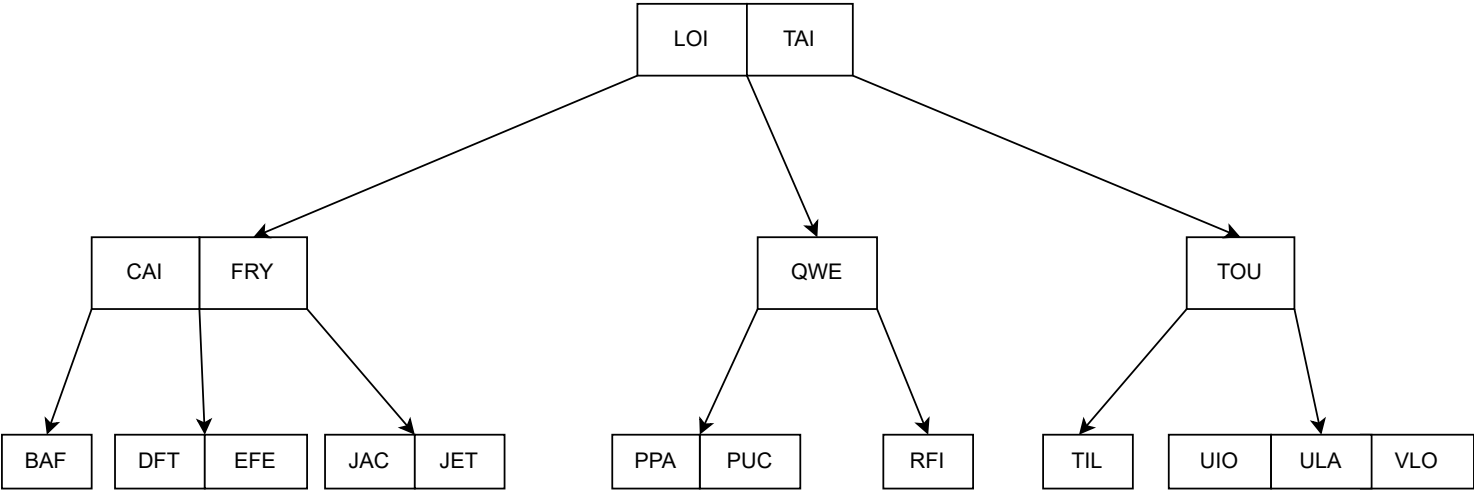 LOI TAI
CAI FRY QWE TOU
BAF DFT EFE JAC JET PPA PUC RFI TIL UIO ULA VLO